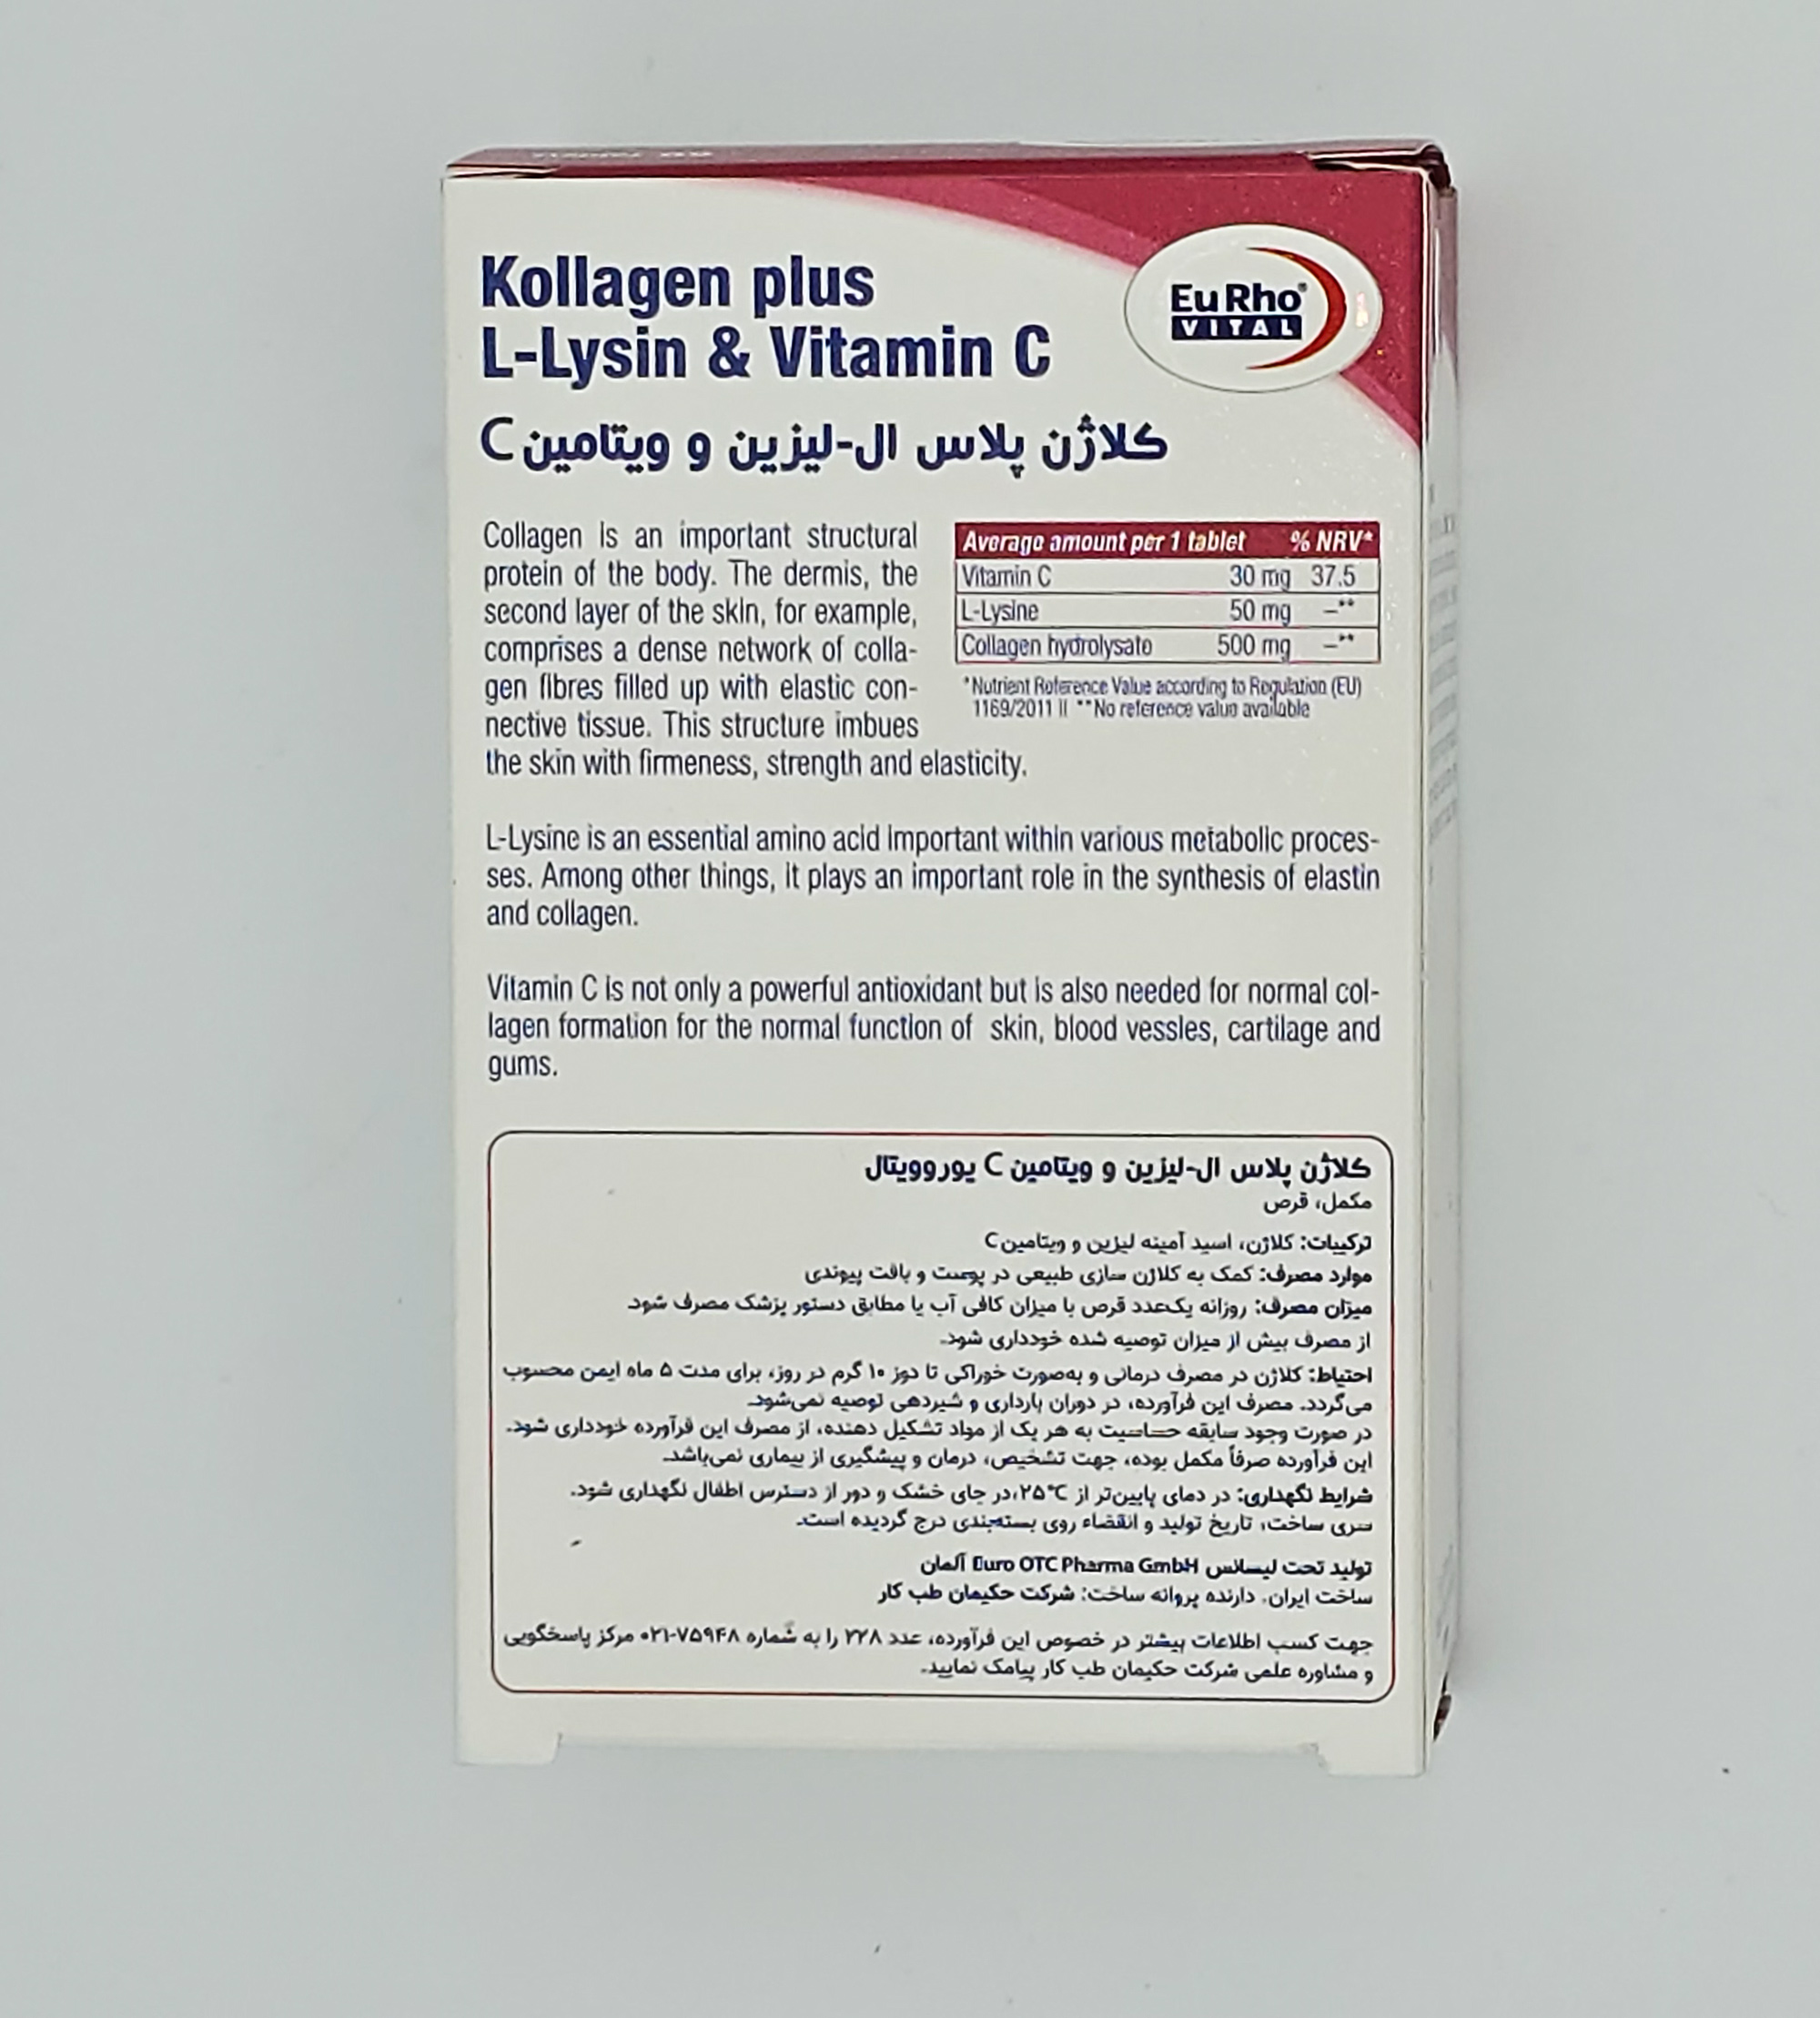 Kollagen plus
L-Lysin & Vitamin C
EuRho®
VITAL
کلاژن پلاس ال-لیزین و ویتامین C
Collagen is an important structural
protein of the body. The dermis, the
second layer of the skin, for example,
comprises a dense network of colla-
gen fibres filled up with elastic con-
nective tissue. This structure imbues
the skin with firmeness, strength and elasticity.
Average amount per 1 tablet % NRV*
Vitamin C 30 mg 37.5
L-Lysine 50 mg –**
Collagen hydrolysate 500 mg –**
*Nutrient Reference Value according to Regulation (EU)
1169/2011 II **No reference value available
L-Lysine is an essential amino acid important within various metabolic proces-
ses. Among other things, it plays an important role in the synthesis of elastin
and collagen.
Vitamin C is not only a powerful antioxidant but is also needed for normal col-
lagen formation for the normal function of skin, blood vessles, cartilage and
gums.
کلاژن پلاس ال-لیزین و ویتامین C یوروویتال
مکمل، قرص
ترکیبات: کلاژن، اسید آمینه لیزین و ویتامین C
موارد مصرف: کمک به کلاژن سازی طبیعی در پوست و بافت پیوندی
میزان مصرف: روزانه یک‌عدد قرص با میزان کافی آب یا مطابق دستور پزشک مصرف شود.
از مصرف بیش از میزان توصیه شده خودداری شود.
احتیاط: کلاژن در مصرف درمانی و به‌صورت خوراکی تا دوز ۱۰ گرم در روز، برای مدت ۵ ماه ایمن محسوب
می‌گردد. مصرف این فرآورده، در دوران بارداری و شیردهی توصیه نمی‌شود.
در صورت وجود سابقه حساسیت به هر یک از مواد تشکیل دهنده، از مصرف این فرآورده خودداری شود.
این فرآورده صرفاً مکمل بوده، جهت تشخیص، درمان و پیشگیری از بیماری نمی‌باشد.
شرایط نگهداری: در دمای پایین‌تر از ۲۵°C،در جای خشک و دور از دسترس اطفال نگهداری شود.
سری ساخت، تاریخ تولید و انقضاء روی بسته‌بندی درج گردیده است.
تولید تحت لیسانس Euro OTC Pharma GmbH آلمان
ساخت ایران، دارنده پروانه ساخت: شرکت حکیمان طب کار
جهت کسب اطلاعات بیشتر در خصوص این فرآورده، عدد ۲۲۸ را به شماره ۷۵۹۴۸-۰۲۱ مرکز پاسخگویی
و مشاوره علمی شرکت حکیمان طب کار پیامک نمایید.